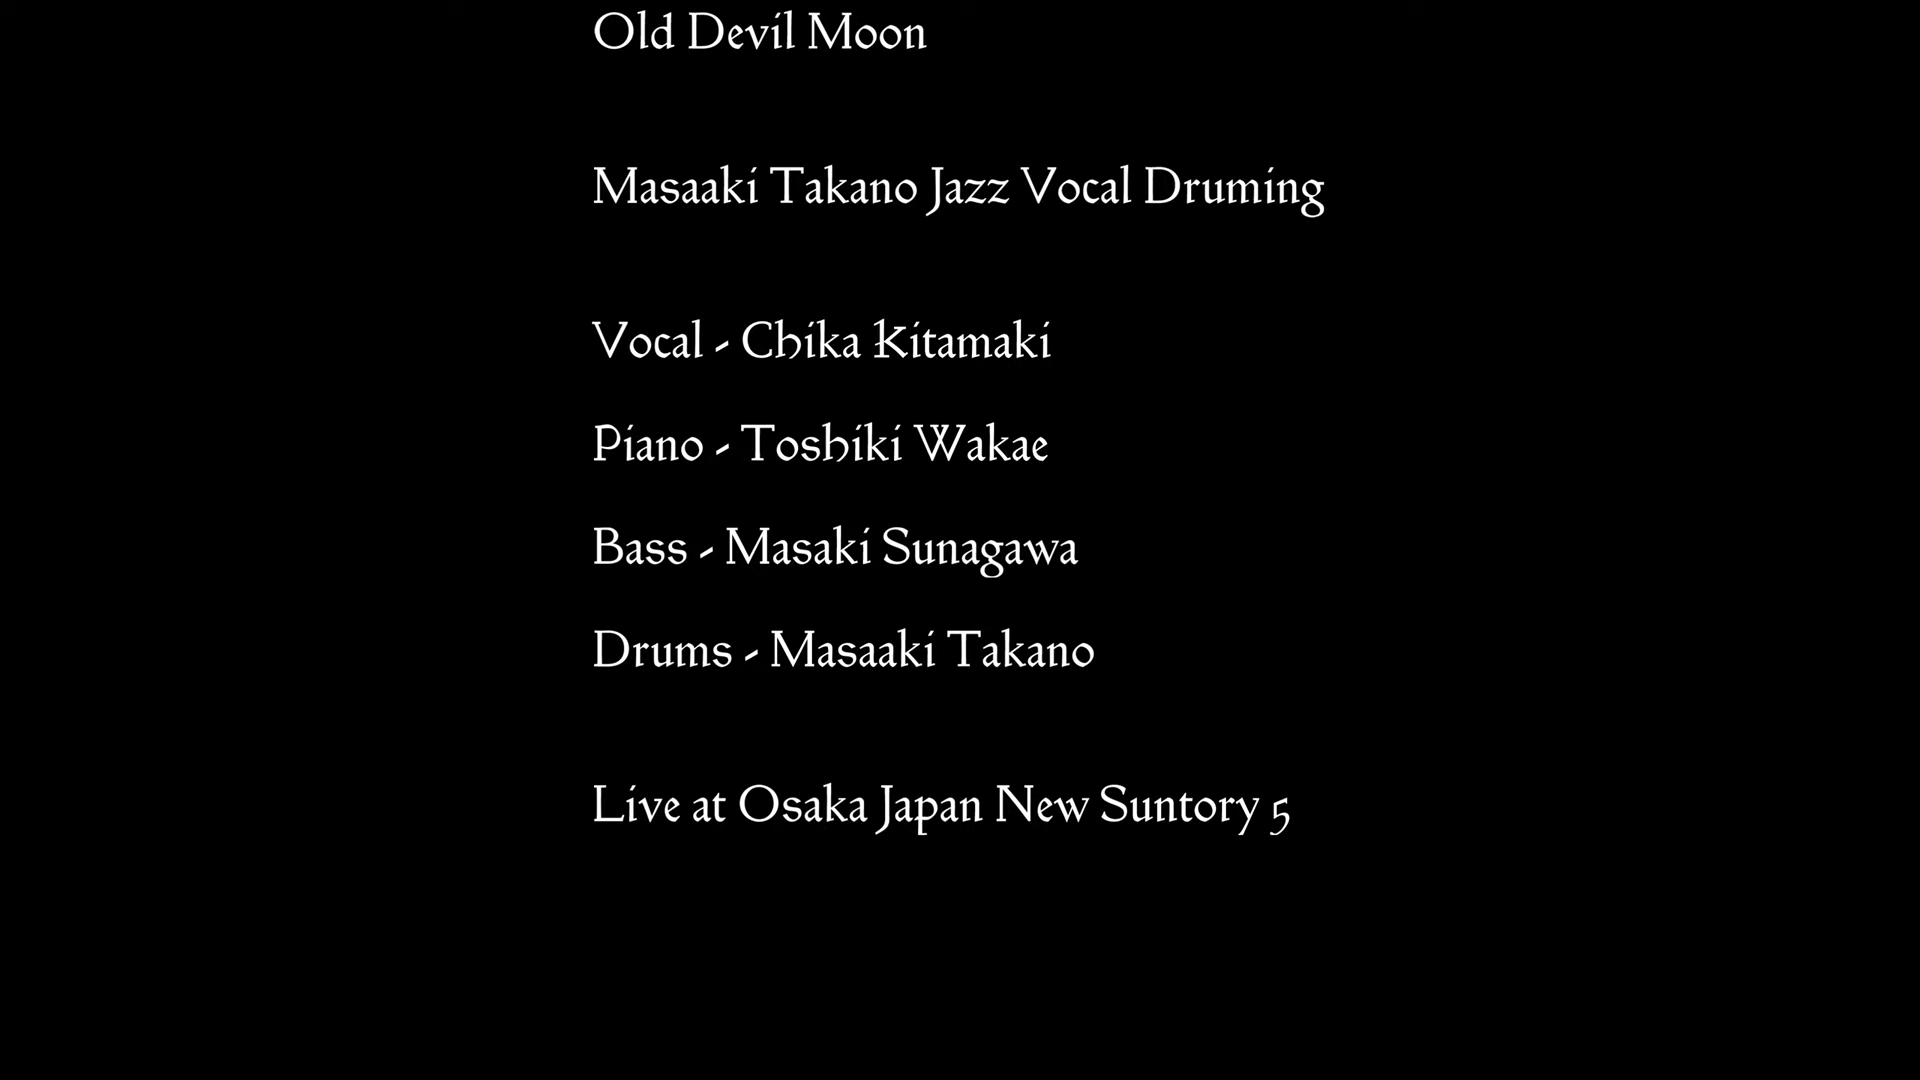 Old Devil Moon
Masaaki Takano Jazz Vocal Druming
Vocal - Chika Kitamaki
Piano - Toshiki Wakae
Bass - Masaki Sunagawa
Drums - Masaaki Takano
Live at Osaka Japan New Suntory 5